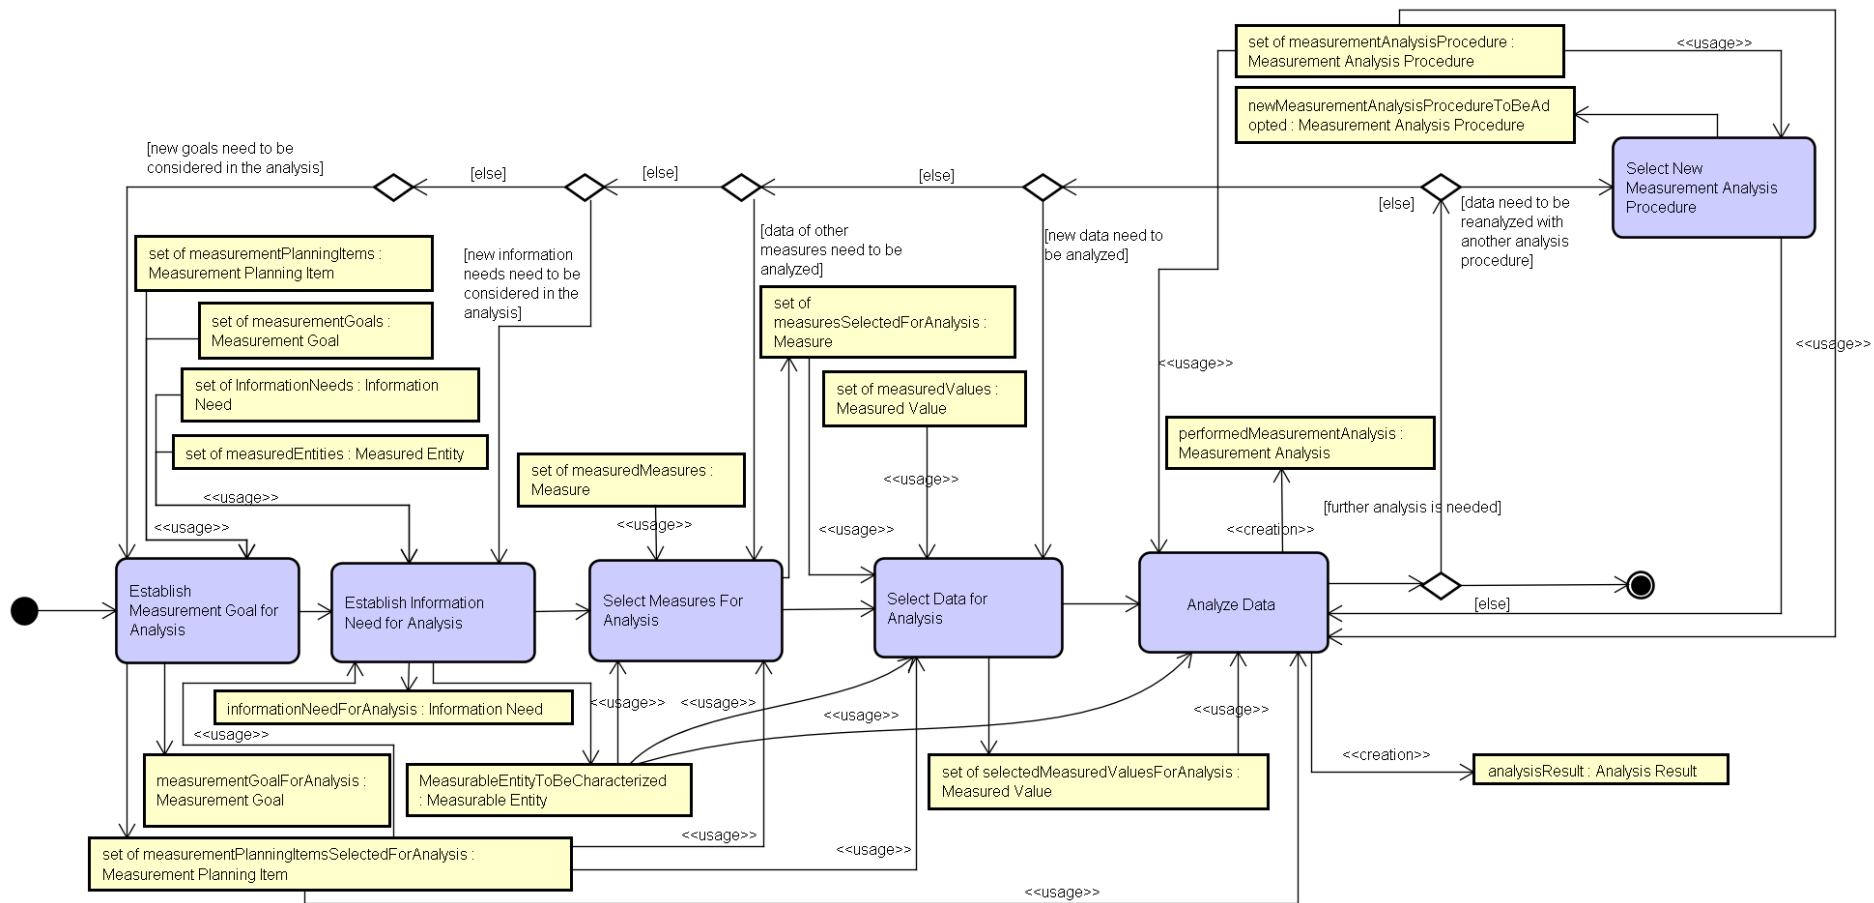 set of measurementAnalysisProcedure :
Measurement Analysis Procedure
<<usage>>
newMeasurementAnalysisProcedureToBeAd
opted : Measurement Analysis Procedure
[new goals need to be
considered in the analysis]
[else]
[else]
[else]
[else]
[data need to be
reanalyzed with
another analysis
procedure]
Select New
Measurement Analysis
Procedure
set of measurementPlanningItems :
Measurement Planning Item
[new information
needs need to be
considered in the
analysis]
[data of other
measures need to be
analyzed]
[new data need to
be analyzed]
set of measurementGoals :
Measurement Goal
set of
measuresSelectedForAnalysis :
Measure
<<usage>>
<<usage>>
set of InformationNeeds : Information
Need
set of measuredValues :
Measured Value
set of measuredEntities : Measured Entity
set of measuredMeasures :
Measure
performedMeasurementAnalysis :
Measurement Analysis
<<usage>>
<<usage>>
<<usage>>
<<usage>>
<<usage>>
<<creation>>
[further analysis is needed]
Establish
Measurement Goal for
Analysis
Establish Information
Need for Analysis
Select Measures For
Analysis
Select Data for
Analysis
Analyze Data
[else]
informationNeedForAnalysis : Information Need
<<usage>>
<<usage>>
<<usage>>
<<usage>>
<<usage>>
measurementGoalForAnalysis :
Measurement Goal
MeasurableEntityToBeCharacterized
: Measurable Entity
set of selectedMeasuredValuesForAnalysis :
Measured Value
<<creation>>
analysisResult : Analysis Result
<<usage>>
<<usage>>
set of measurementPlanningItemsSelectedForAnalysis :
Measurement Planning Item
<<usage>>